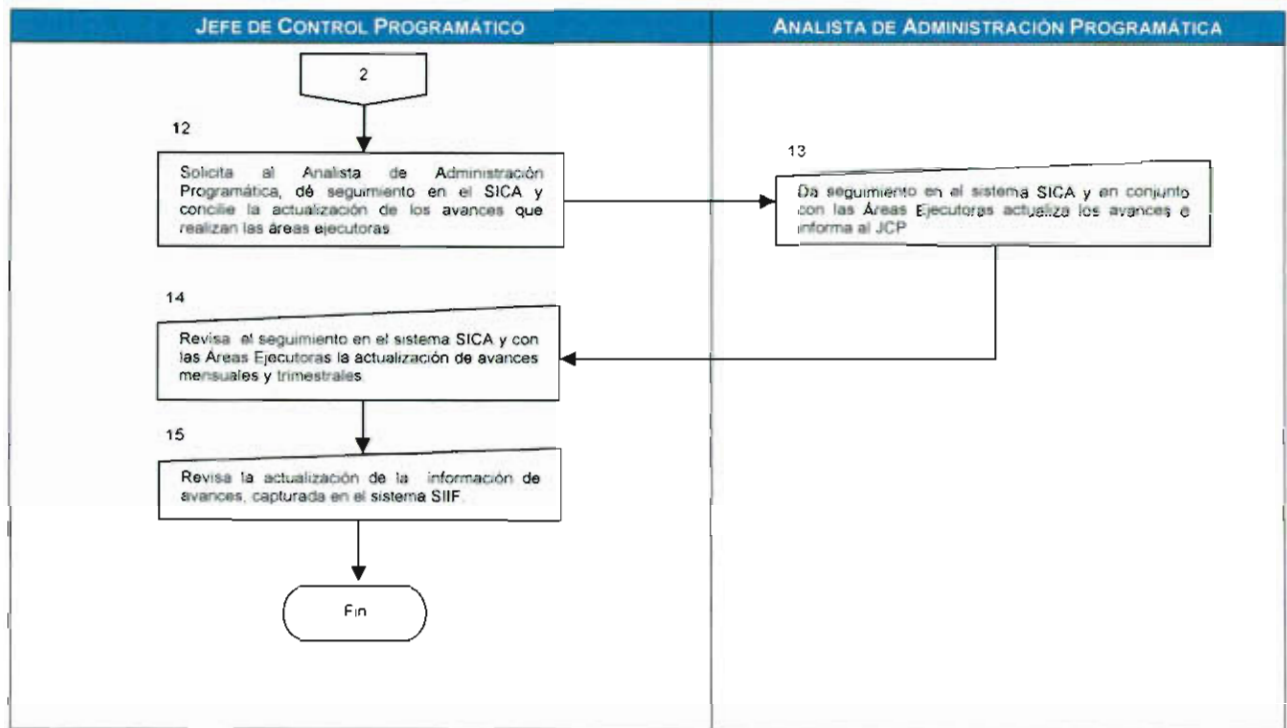 JEFE DE CONTROL PROGRAMÁTICO
ANALISTA DE ADMINISTRACIÓN PROGRAMÁTICA
2
12
Solicita al Analista de Administración
Programática, dé seguimiento en el SICA y
concilie la actualización de los avances que
realizan las áreas ejecutoras
13
Da seguimiento en el sistema SICA y en conjunto
con las Áreas Ejecutoras actualiza los avances e
informa al JCP
14
Revisa el seguimiento en el sistema SICA y con
las Áreas Ejecutoras la actualización de avances
mensuales y trimestrales
15
Revisa la actualización de la información de
avances, capturada en el sistema SIIF.
Fin